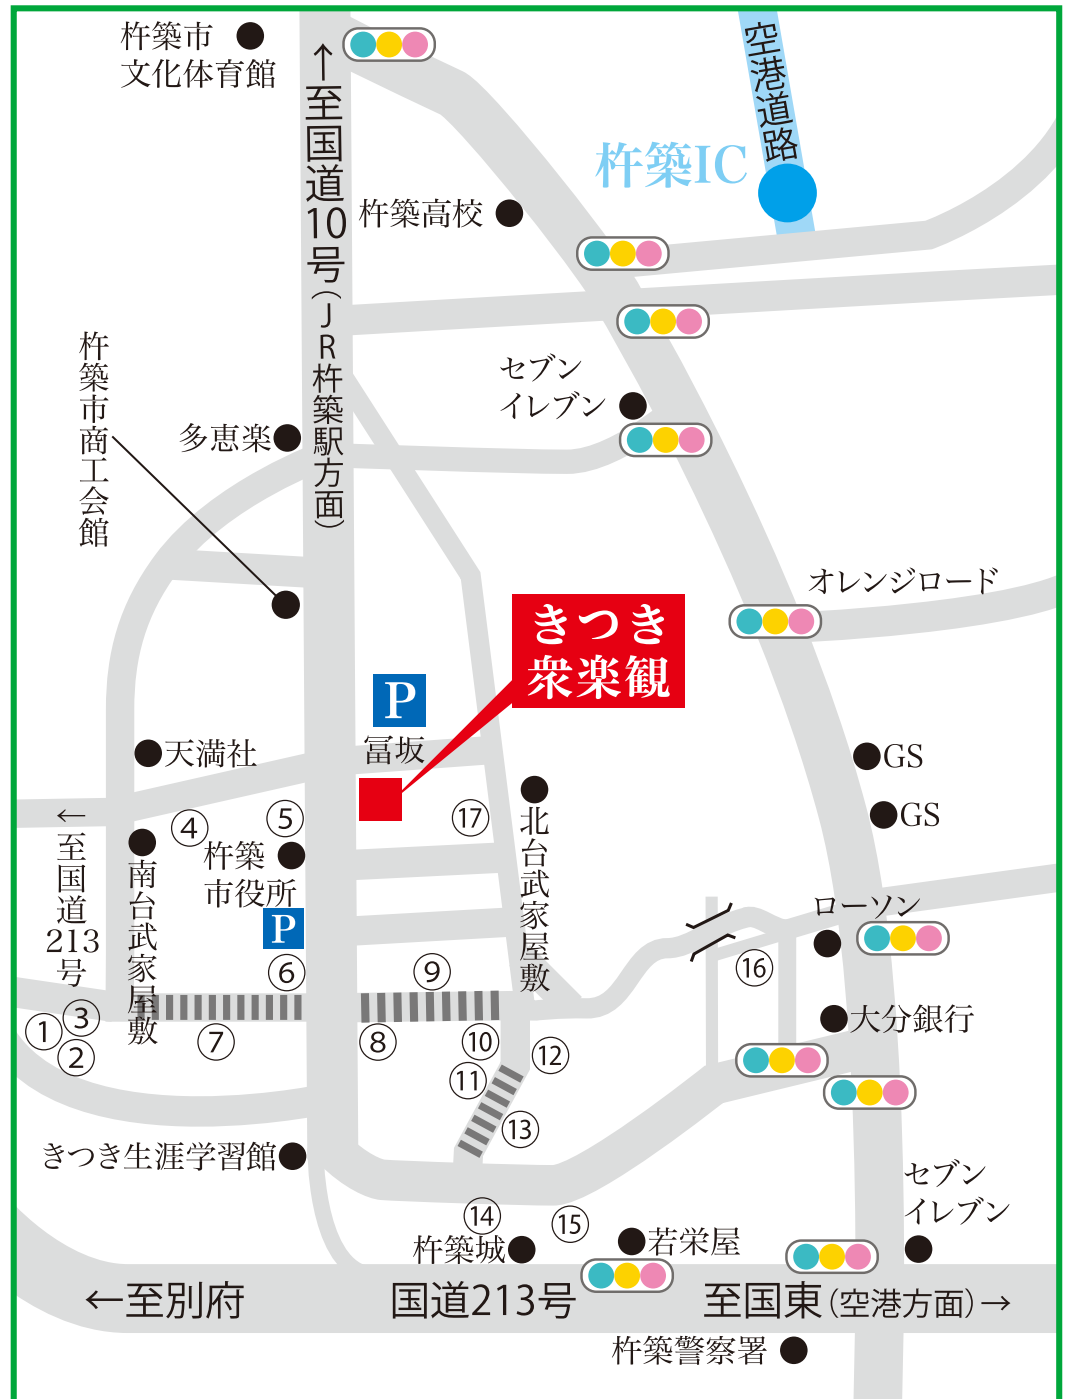 杵築市
文化体育館
←至国道10号(JR杵築駅方面)
空港道路
杵築IC
杵築高校
杵築市商工会館
セブン
イレブン
多恵楽
オレンジロード
きつき
衆楽観
P
冨坂
天満社
GS
GS
④
⑤
⑰
北台武家屋敷
←至国道213号
南台武家屋敷
杵築
市役所
P
ローソン
⑥
⑨
⑯
①
③
②
⑦
⑧
⑩
⑪
⑫
⑬
大分銀行
きつき生涯学習館
セブン
イレブン
⑭
⑮
杵築城
若栄屋
←至別府
国道213号
至国東(空港方面)→
杵築警察署